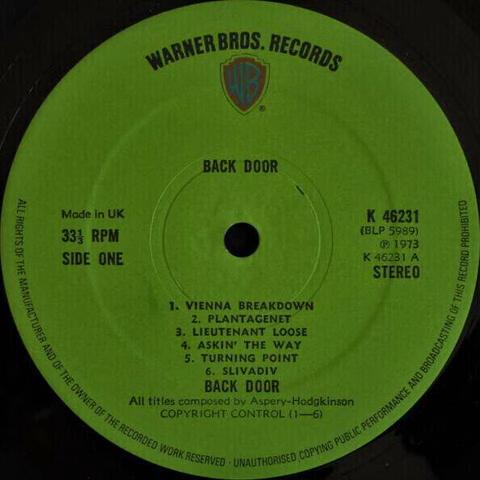 WARNER BROS. RECORDS
WB
®
BACK DOOR
Made in UK
33⅓ RPM
SIDE ONE
K 46231
(BLP 5989)
℗ 1973
K 46231 A
STEREO
1. VIENNA BREAKDOWN
2. PLANTAGENET
3. LIEUTENANT LOOSE
4. ASKIN' THE WAY
5. TURNING POINT
6. SLIVADIV
BACK DOOR
All titles composed by Aspery-Hodgkinson
COPYRIGHT CONTROL (1—6)
ALL RIGHTS OF THE MANUFACTURER AND OF THE OWNER OF THE RECORDED WORK RESERVED · UNAUTHORISED COPYING PUBLIC PERFORMANCE AND BROADCASTING OF THIS RECORD PROHIBITED